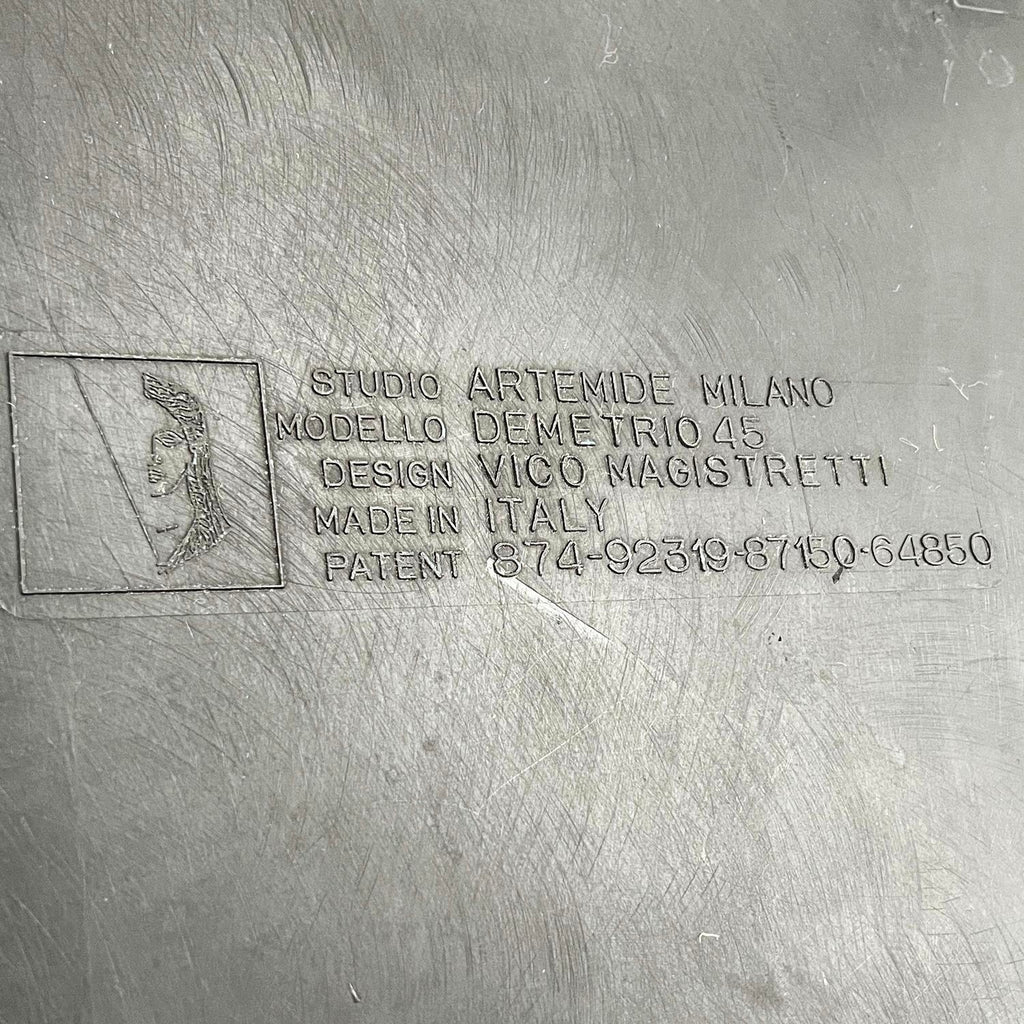 STUDIO ARTEMIDE MILANO
MODELLO DEMETRIO 45
DESIGN VICO MAGISTRETTI
MADE IN ITALY
PATENT 874-92319-87150-64850